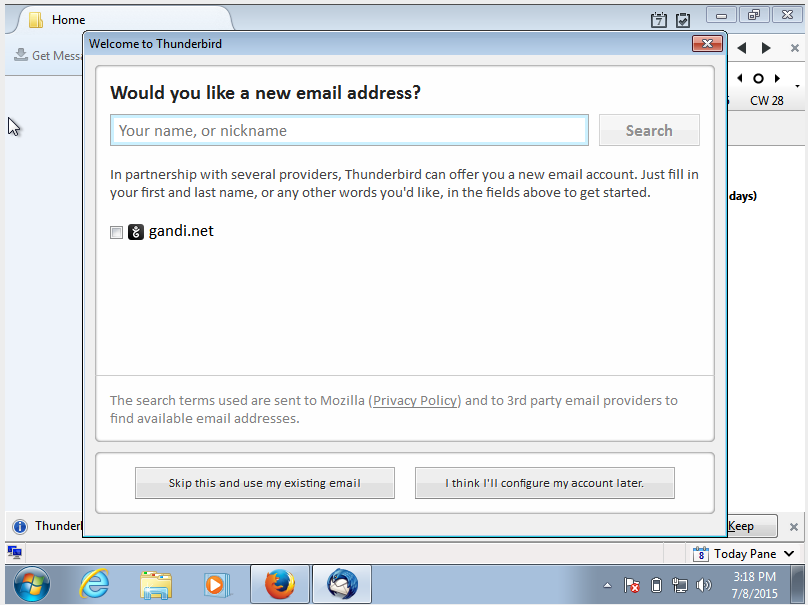 Home
7
Get Messa
Welcome to Thunderbird
Would you like a new email address?
Your name, or nickname
Search
In partnership with several providers, Thunderbird can offer you a new email account. Just fill in
your first and last name, or any other words you'd like, in the fields above to get started.
gandi.net
The search terms used are sent to Mozilla (Privacy Policy) and to 3rd party email providers to
find available email addresses.
Skip this and use my existing email
I think I'll configure my account later.
CW 28
days)
Thunderl
Keep
8
Today Pane
3:18 PM
7/8/2015